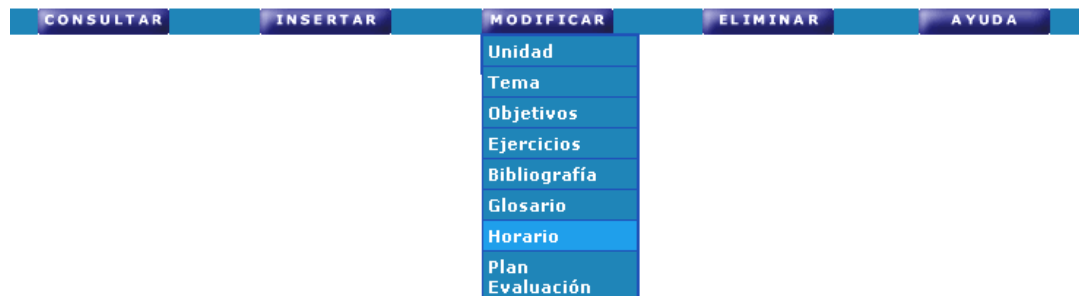 CONSULTAR INSERTAR MODIFICAR ELIMINAR AYUDA
Unidad
Tema
Objetivos
Ejercicios
Bibliografía
Glosario
Horario
Plan
Evaluación